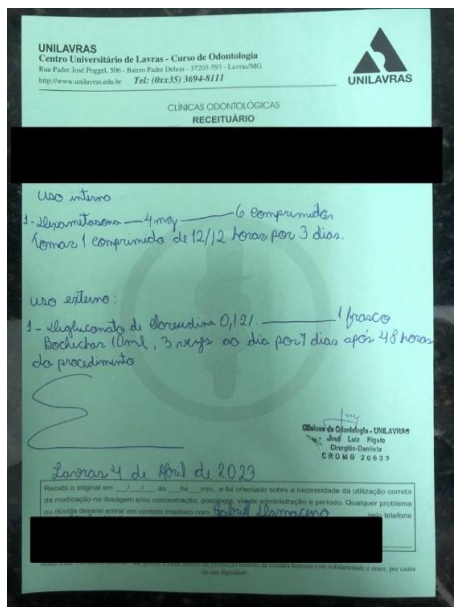 UNILAVRAS
Centro Universitário de Lavras - Curso de Odontologia
Rua Padre José Poggel, 506 - Bairro Padre Dehon - 37203-593 - Lavras/MG
http://www.unilavras.edu.br Tel: (0xx35) 3694-8111
UNILAVRAS
CLÍNICAS ODONTOLÓGICAS
RECEITUÁRIO
Uso interno
1- Dexametasona — 4mg — 6 comprimidos
Tomar 1 comprimido de 12/12 horas por 3 dias.
uso externo:
1 - digluconato de clorexidina 0,12%. — 1 frasco
Bochechar 10ml, 3 vezes ao dia por 7 dias após 48 horas
do procedimento
Clínicas de Odontologia - UNILAVRAS
José Luiz Rigato
Cirurgião-Dentista
CROMG 20633
Lavras 4 de Abril de 2023
Recebi o original em ___/___/___ às ___hs___min., e fui orientado sobre a necessidade da utilização correta
da medicação na dosagem e/ou concentração, posologia, via de administração e período. Qualquer problema
ou dúvida deverei entrar em contato imediato com Gabriel Damaceno pelo telefone
da sua dignidade.